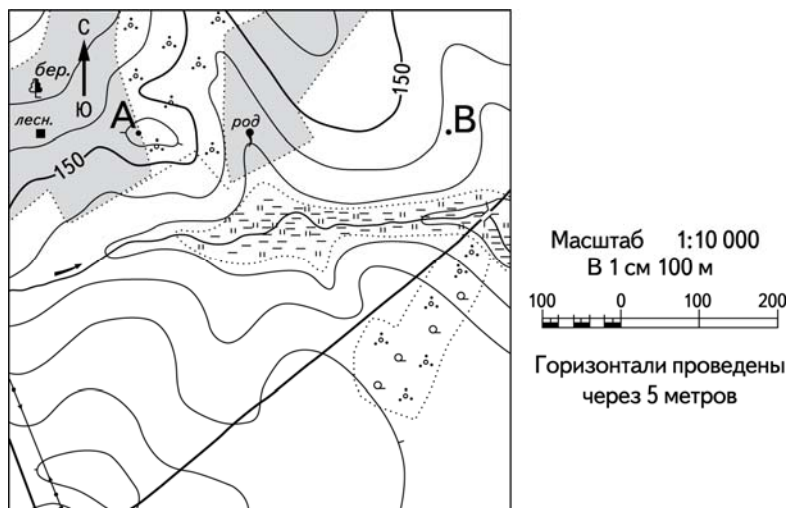 С
бер.
Ю
лесн.
А
род
150
В
150
Масштаб 1:10 000
В 1 см 100 м
100 0 100 200
Горизонтали проведены
через 5 метров